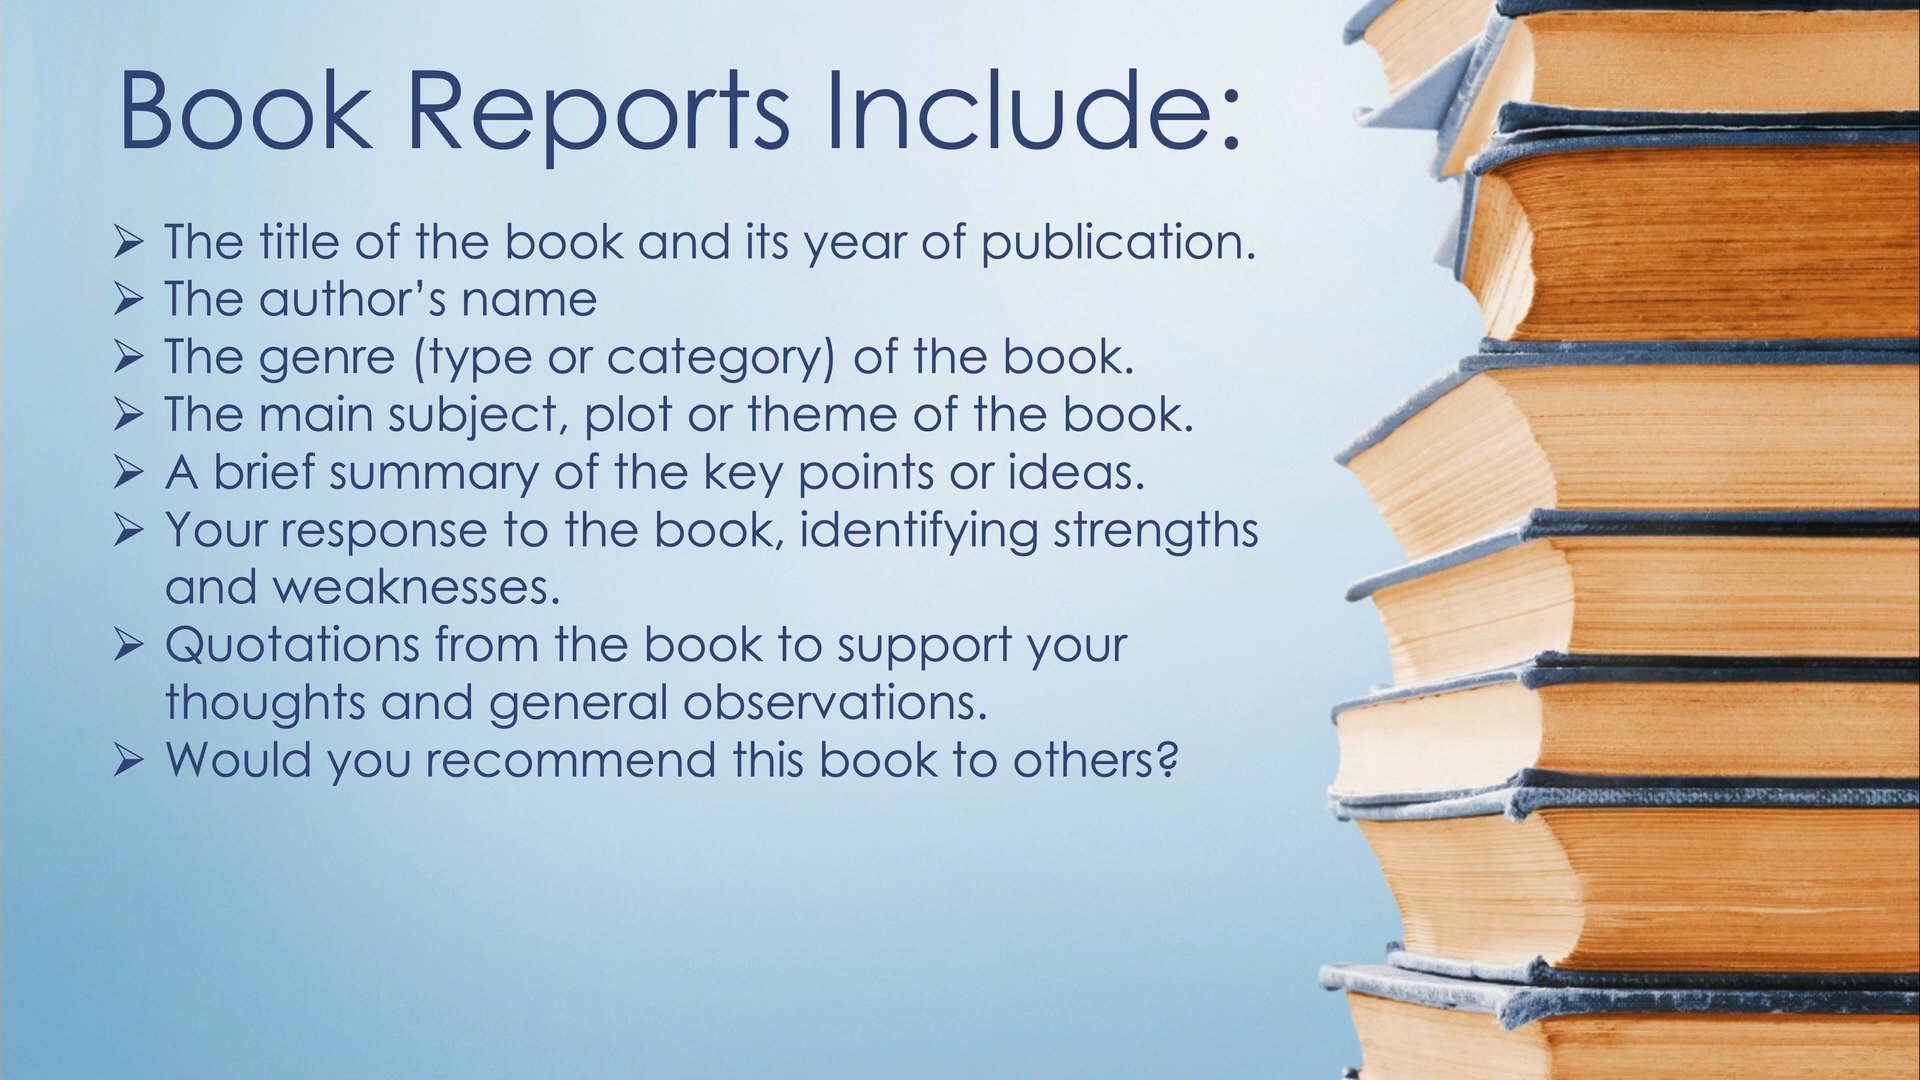 Book Reports Include:
➢ The title of the book and its year of publication.
➢ The author’s name
➢ The genre (type or category) of the book.
➢ The main subject, plot or theme of the book.
➢ A brief summary of the key points or ideas.
➢ Your response to the book, identifying strengths
and weaknesses.
➢ Quotations from the book to support your
thoughts and general observations.
➢ Would you recommend this book to others?